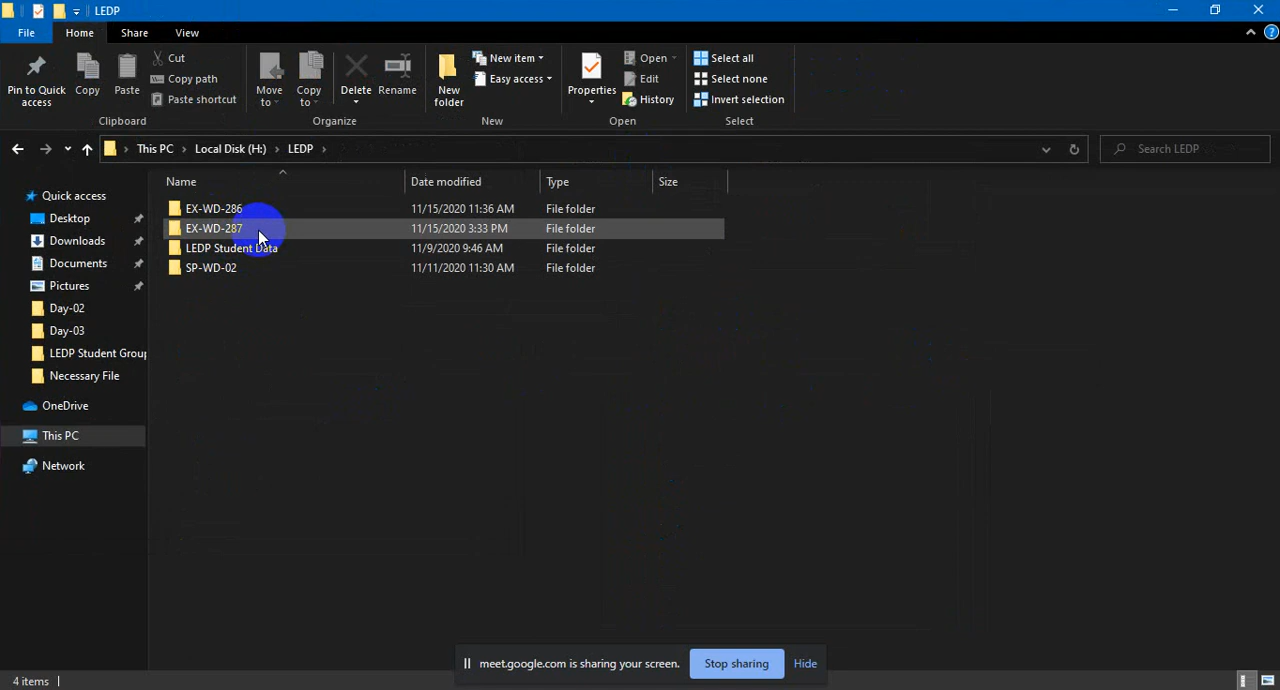 LEDP
File Home Share View
Pin to Quick access
Copy
Paste
Cut
Copy path
Paste shortcut
Clipboard
Move to
Copy to
Delete
Rename
Organize
New folder
New item
Easy access
New
Properties
Open
Edit
History
Open
Select all
Select none
Invert selection
Select
This PC > Local Disk (H:) > LEDP >
Search LEDP
Name Date modified Type Size
EX-WD-286 11/15/2020 11:36 AM File folder
EX-WD-287 11/15/2020 3:33 PM File folder
LEDP Student Data 11/9/2020 9:46 AM File folder
SP-WD-02 11/11/2020 11:30 AM File folder
Quick access
Desktop
Downloads
Documents
Pictures
Day-02
Day-03
LEDP Student Group
Necessary File
OneDrive
This PC
Network
meet.google.com is sharing your screen. Stop sharing Hide
4 items